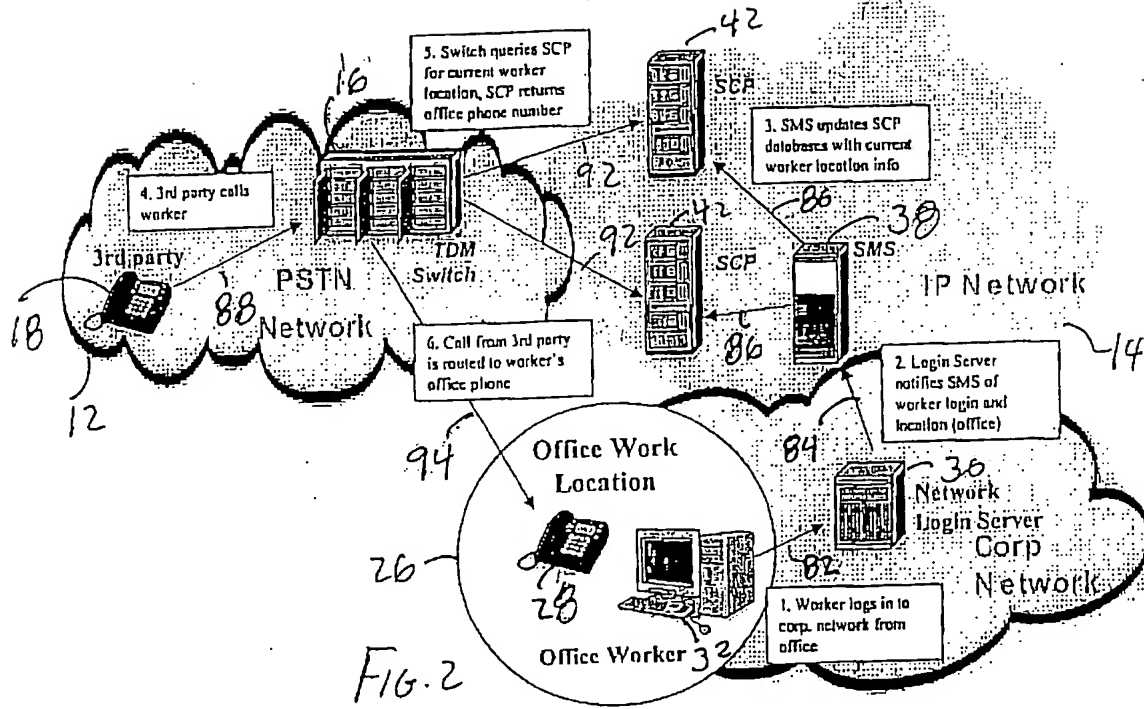 42
5. Switch queries SCP
for current worker
location, SCP returns
office phone number
16
SCP
3. SMS updates SCP
databases with current
worker location info
92
4. 3rd party calls
worker
86
38
42
92
3rd party
TDM
Switch
SCP
SMS
PSTN
IP Network
18
88
Network
86
6. Call from 3rd party
is routed to worker's
office phone
14
2. Login Server
notifies SMS of
worker login and
location (office)
12
84
94
Office Work
Location
30
Network
Login Server
Corp
Network
26
28
82
1. Worker logs in to
corp. network from
office
Office Worker
32
FIG. 2